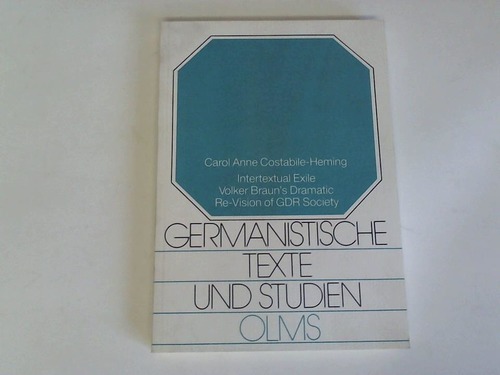 Carol Anne Costabile-Heming
Intertextual Exile
Volker Braun's Dramatic
Re-Vision of GDR Society
GERMANISTISCHE
TEXTE
UND STUDIEN
OLMS